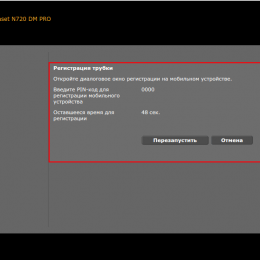 N720 DM PRO
Регистрация трубки
Откройте диалоговое окно регистрации на мобильном устройстве.
Введите PIN-код для 0000
регистрации мобильного
устройства
Оставшееся время для 48 сек.
регистрации
Перезапустить Отмена